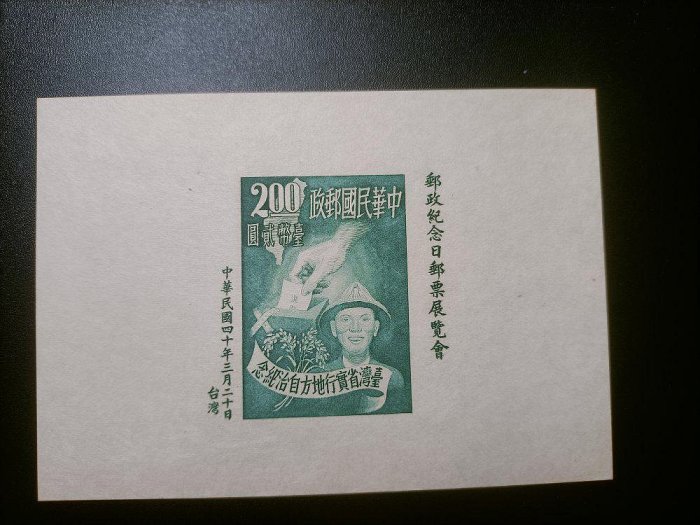 郵政紀念日郵票展覽會
中華民國郵政
200
臺幣貳圓
臺灣省實行地方自治紀念
中華民國四十年三月二十日
台灣